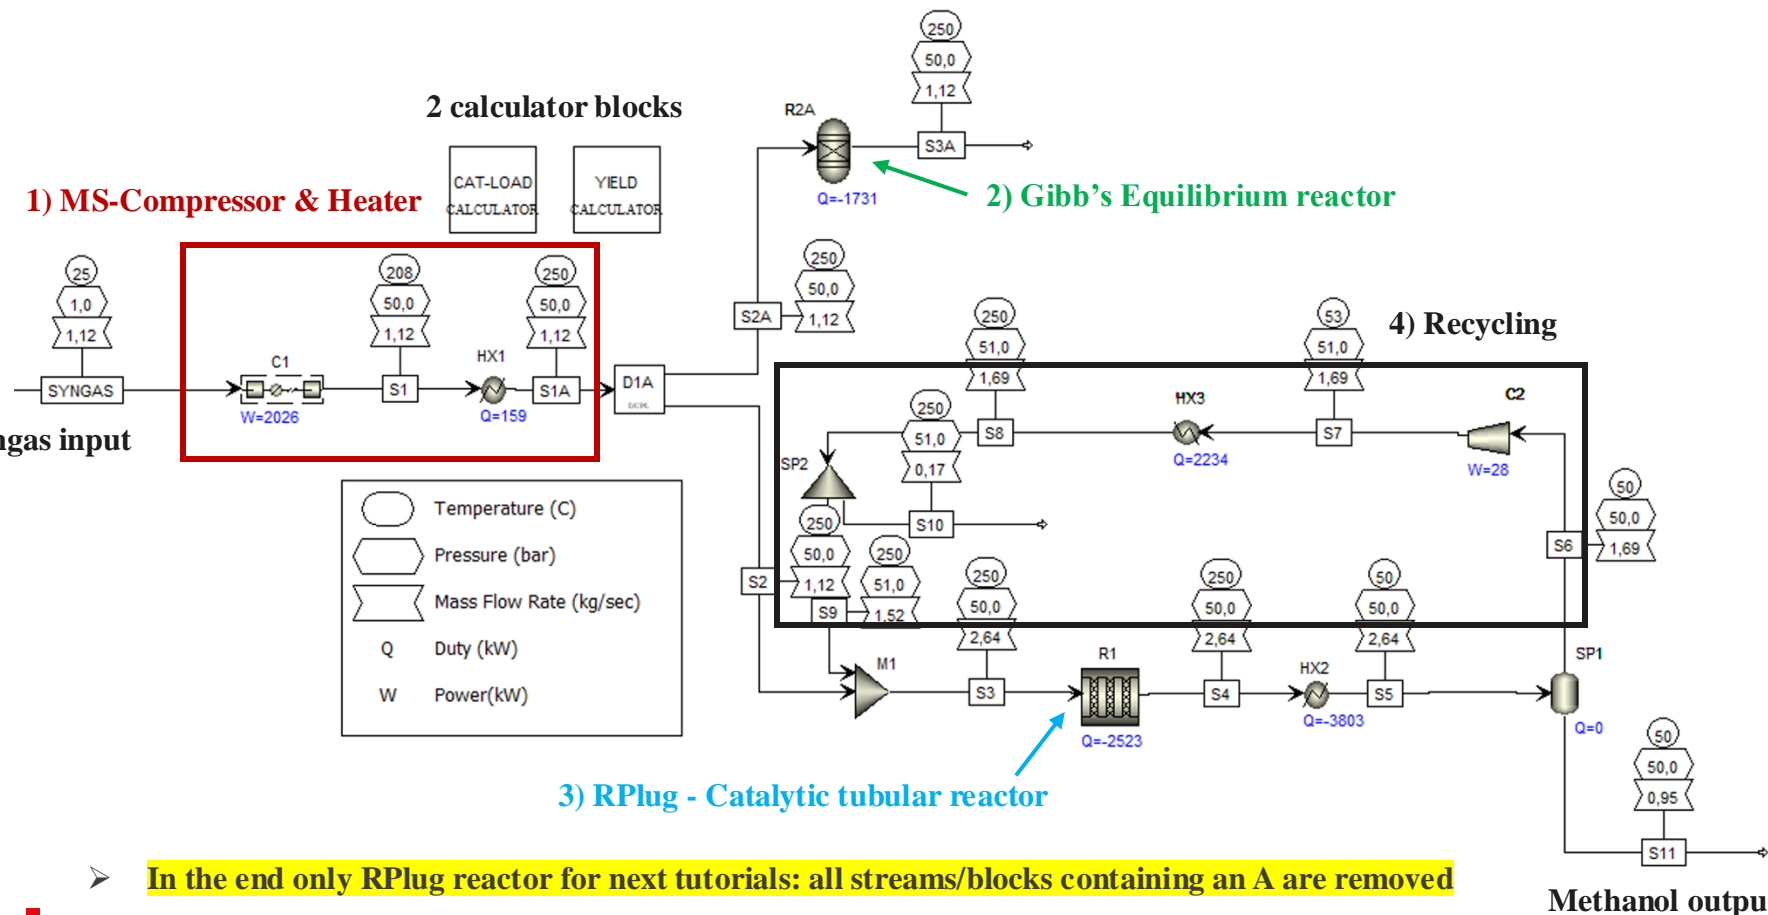 250
50,0
1,12
2 calculator blocks
R2A
S3A
CAT-LOAD
CALCULATOR
YIELD
CALCULATOR
1) MS-Compressor & Heater
Q=-1731
2) Gibb's Equilibrium reactor
25
1,0
1,12
208
50,0
1,12
250
50,0
1,12
250
50,0
1,12
S2A
250
51,0
1,69
53
51,0
1,69
4) Recycling
C1
HX1
SYNGAS
S1
S1A
D1A
DUPL
W=2026
Q=159
ngas input
250
51,0
0,17
S8
HX3
S7
C2
Q=2234
W=28
SP2
S10
50
50,0
1,69
S6
Temperature (C)
Pressure (bar)
Mass Flow Rate (kg/sec)
Q Duty (kW)
W Power(kW)
250
50,0
1,12
S2
250
51,0
1,52
S9
250
50,0
2,64
250
50,0
2,64
50
50,0
2,64
M1
S3
R1
S4
HX2
S5
SP1
Q=-2523
Q=-3803
Q=0
3) RPlug - Catalytic tubular reactor
50
50,0
0,95
S11
➢ In the end only RPlug reactor for next tutorials: all streams/blocks containing an A are removed
Methanol outpu